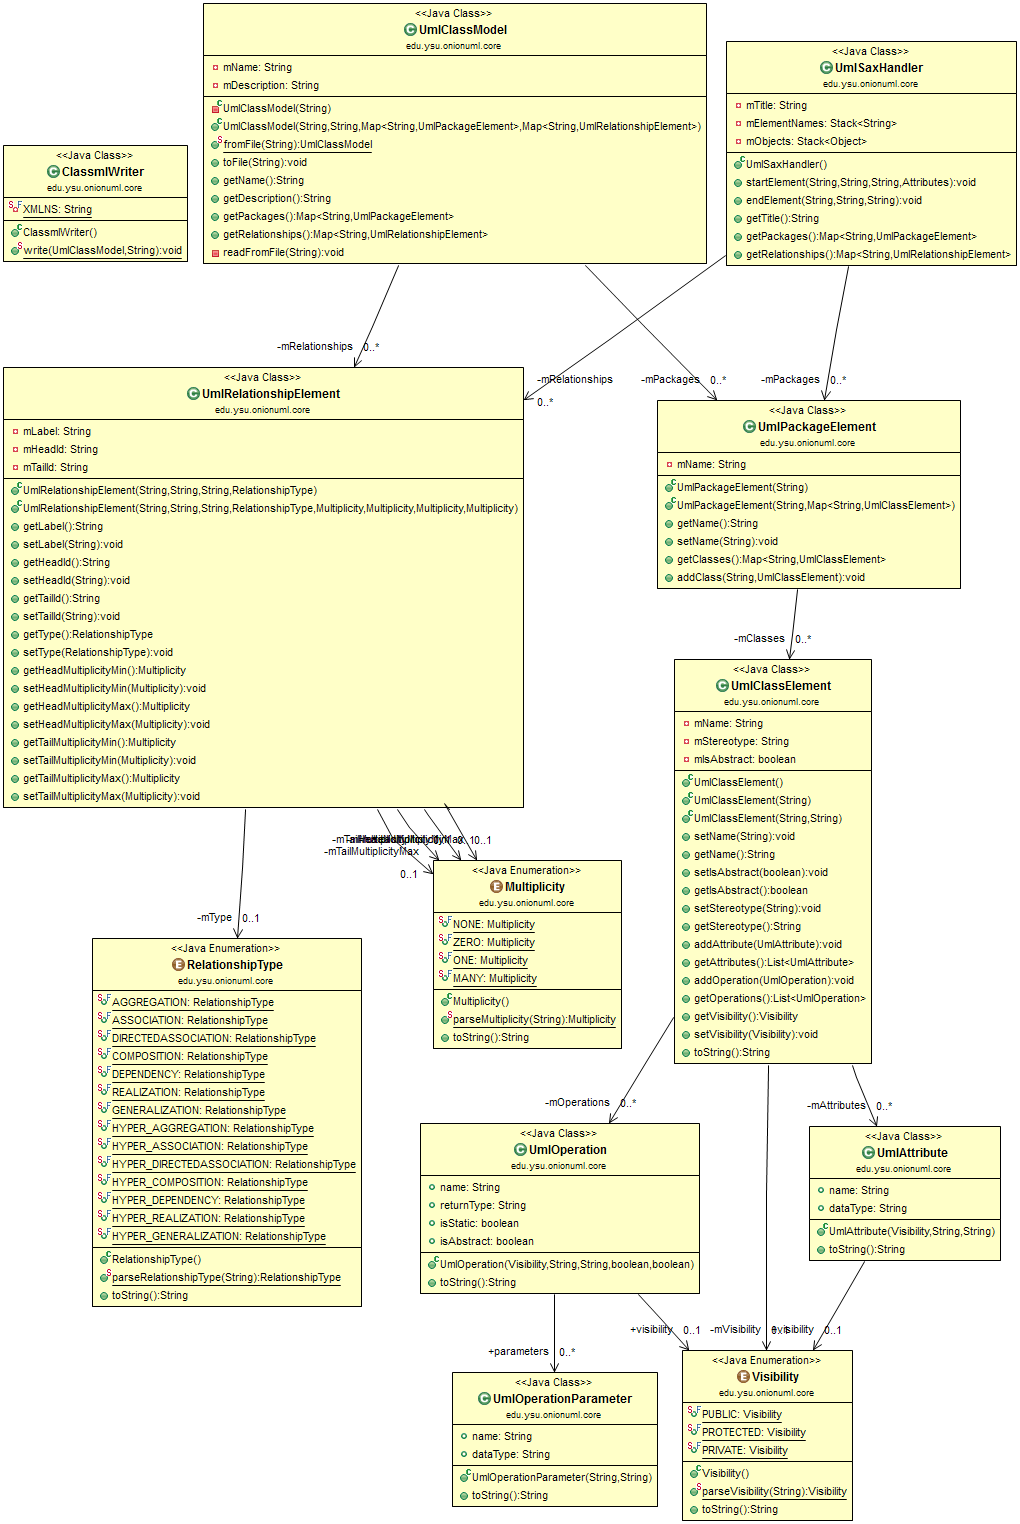 <<Java Class>>
UmlClassModel
edu.ysu.onionuml.core
mName: String
mDescription: String
UmlClassModel(String)
UmlClassModel(String,String,Map<String,UmlPackageElement>,Map<String,UmlRelationshipElement>)
fromFile(String):UmlClassModel
toFile(String):void
getName():String
getDescription():String
getPackages():Map<String,UmlPackageElement>
getRelationships():Map<String,UmlRelationshipElement>
readFromFile(String):void
<<Java Class>>
UmlSaxHandler
edu.ysu.onionuml.core
mTitle: String
mElementNames: Stack<String>
mObjects: Stack<Object>
UmlSaxHandler()
startElement(String,String,String,Attributes):void
endElement(String,String,String):void
getTitle():String
getPackages():Map<String,UmlPackageElement>
getRelationships():Map<String,UmlRelationshipElement>
<<Java Class>>
ClassmlWriter
edu.ysu.onionuml.core
XMLNS: String
ClassmlWriter()
write(UmlClassModel,String):void
-mRelationships 0..*
-mRelationships
0..*
-mPackages 0..*
-mPackages 0..*
<<Java Class>>
UmlRelationshipElement
edu.ysu.onionuml.core
mLabel: String
mHeadId: String
mTailId: String
UmlRelationshipElement(String,String,String,RelationshipType)
UmlRelationshipElement(String,String,String,RelationshipType,Multiplicity,Multiplicity,Multiplicity,Multiplicity)
getLabel():String
setLabel(String):void
getHeadId():String
setHeadId(String):void
getTailId():String
setTailId(String):void
getType():RelationshipType
setType(RelationshipType):void
getHeadMultiplicityMin():Multiplicity
setHeadMultiplicityMin(Multiplicity):void
getHeadMultiplicityMax():Multiplicity
setHeadMultiplicityMax(Multiplicity):void
getTailMultiplicityMin():Multiplicity
setTailMultiplicityMin(Multiplicity):void
getTailMultiplicityMax():Multiplicity
setTailMultiplicityMax(Multiplicity):void
<<Java Class>>
UmlPackageElement
edu.ysu.onionuml.core
mName: String
UmlPackageElement(String)
UmlPackageElement(String,Map<String,UmlClassElement>)
getName():String
setName(String):void
getClasses():Map<String,UmlClassElement>
addClass(String,UmlClassElement):void
-mClasses 0..*
<<Java Class>>
UmlClassElement
edu.ysu.onionuml.core
mName: String
mStereotype: String
mIsAbstract: boolean
UmlClassElement()
UmlClassElement(String)
UmlClassElement(String,String)
setName(String):void
getName():String
setIsAbstract(boolean):void
getIsAbstract():boolean
setStereotype(String):void
getStereotype():String
addAttribute(UmlAttribute):void
getAttributes():List<UmlAttribute>
addOperation(UmlOperation):void
getOperations():List<UmlOperation>
getVisibility():Visibility
setVisibility(Visibility):void
toString():String
0..1
-mTailMultiplicityMax
0..1
<<Java Enumeration>>
Multiplicity
edu.ysu.onionuml.core
NONE: Multiplicity
ZERO: Multiplicity
ONE: Multiplicity
MANY: Multiplicity
Multiplicity()
parseMultiplicity(String):Multiplicity
toString():String
-mType 0..1
<<Java Enumeration>>
RelationshipType
edu.ysu.onionuml.core
AGGREGATION: RelationshipType
ASSOCIATION: RelationshipType
DIRECTEDASSOCIATION: RelationshipType
COMPOSITION: RelationshipType
DEPENDENCY: RelationshipType
REALIZATION: RelationshipType
GENERALIZATION: RelationshipType
HYPER_AGGREGATION: RelationshipType
HYPER_ASSOCIATION: RelationshipType
HYPER_DIRECTEDASSOCIATION: RelationshipType
HYPER_COMPOSITION: RelationshipType
HYPER_DEPENDENCY: RelationshipType
HYPER_REALIZATION: RelationshipType
HYPER_GENERALIZATION: RelationshipType
RelationshipType()
parseRelationshipType(String):RelationshipType
toString():String
-mOperations 0..*
-mAttributes 0..*
<<Java Class>>
UmlOperation
edu.ysu.onionuml.core
name: String
returnType: String
isStatic: boolean
isAbstract: boolean
UmlOperation(Visibility,String,String,boolean,boolean)
toString():String
<<Java Class>>
UmlAttribute
edu.ysu.onionuml.core
name: String
dataType: String
UmlAttribute(Visibility,String,String)
toString():String
+visibility 0..1
-mVisibility
+visibility 0..1
+parameters 0..*
<<Java Class>>
UmlOperationParameter
edu.ysu.onionuml.core
name: String
dataType: String
UmlOperationParameter(String,String)
toString():String
<<Java Enumeration>>
Visibility
edu.ysu.onionuml.core
PUBLIC: Visibility
PROTECTED: Visibility
PRIVATE: Visibility
Visibility()
parseVisibility(String):Visibility
toString():String